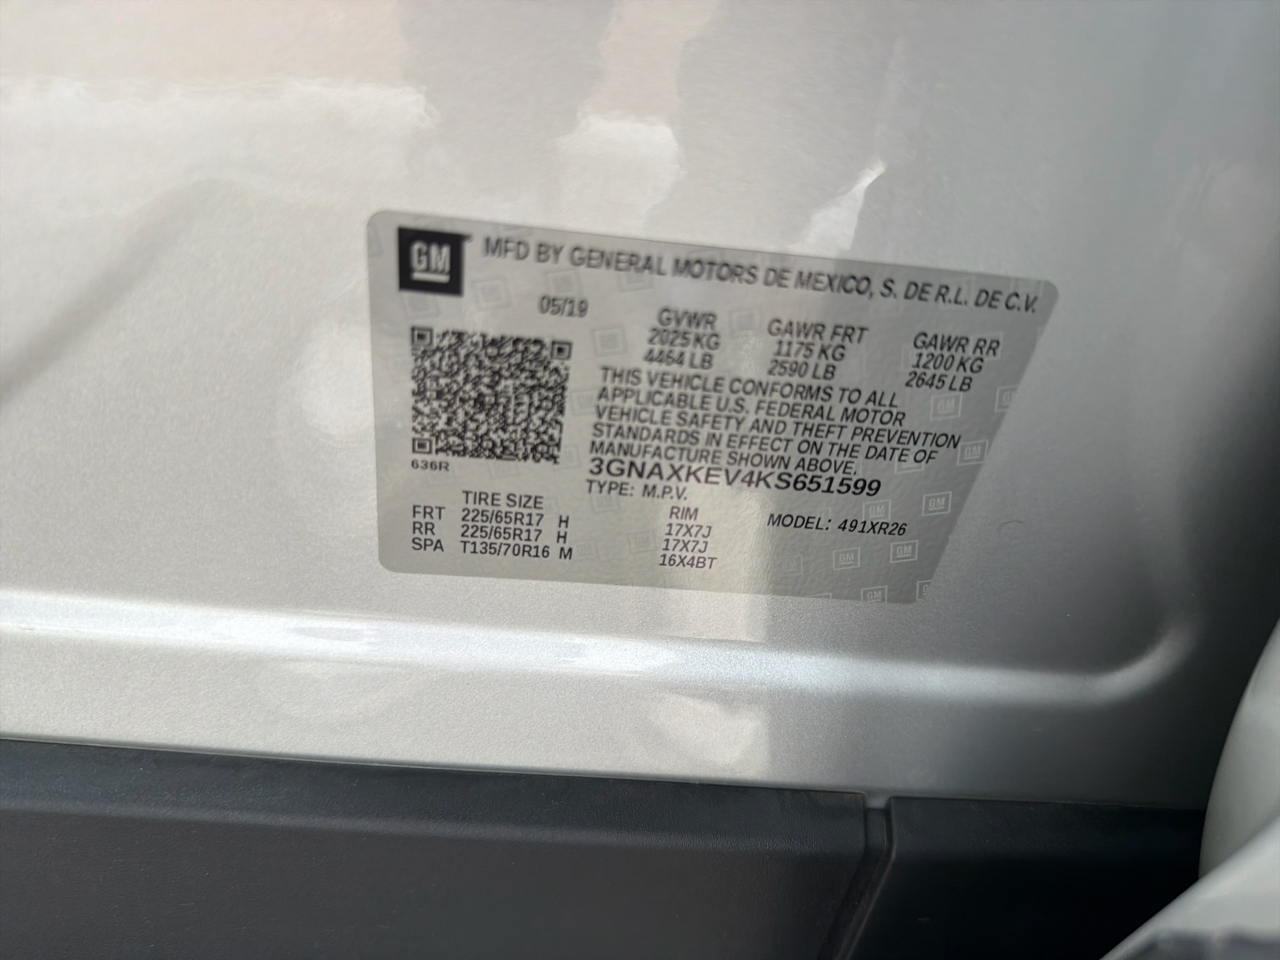 GM MFD BY GENERAL MOTORS DE MEXICO, S. DE R.L. DE C.V.
05/19
GVWR GAWR FRT GAWR RR
2025 KG 1175 KG 1200 KG
4464 LB 2590 LB 2645 LB
THIS VEHICLE CONFORMS TO ALL
APPLICABLE U.S. FEDERAL MOTOR
VEHICLE SAFETY AND THEFT PREVENTION
STANDARDS IN EFFECT ON THE DATE OF
MANUFACTURE SHOWN ABOVE.
636R
3GNAXKEV4KS651599
TYPE: M.P.V.
MODEL: 491XR26
TIRE SIZE RIM
FRT 225/65R17 H 17X7J
RR 225/65R17 H 17X7J
SPA T135/70R16 M 16X4BT